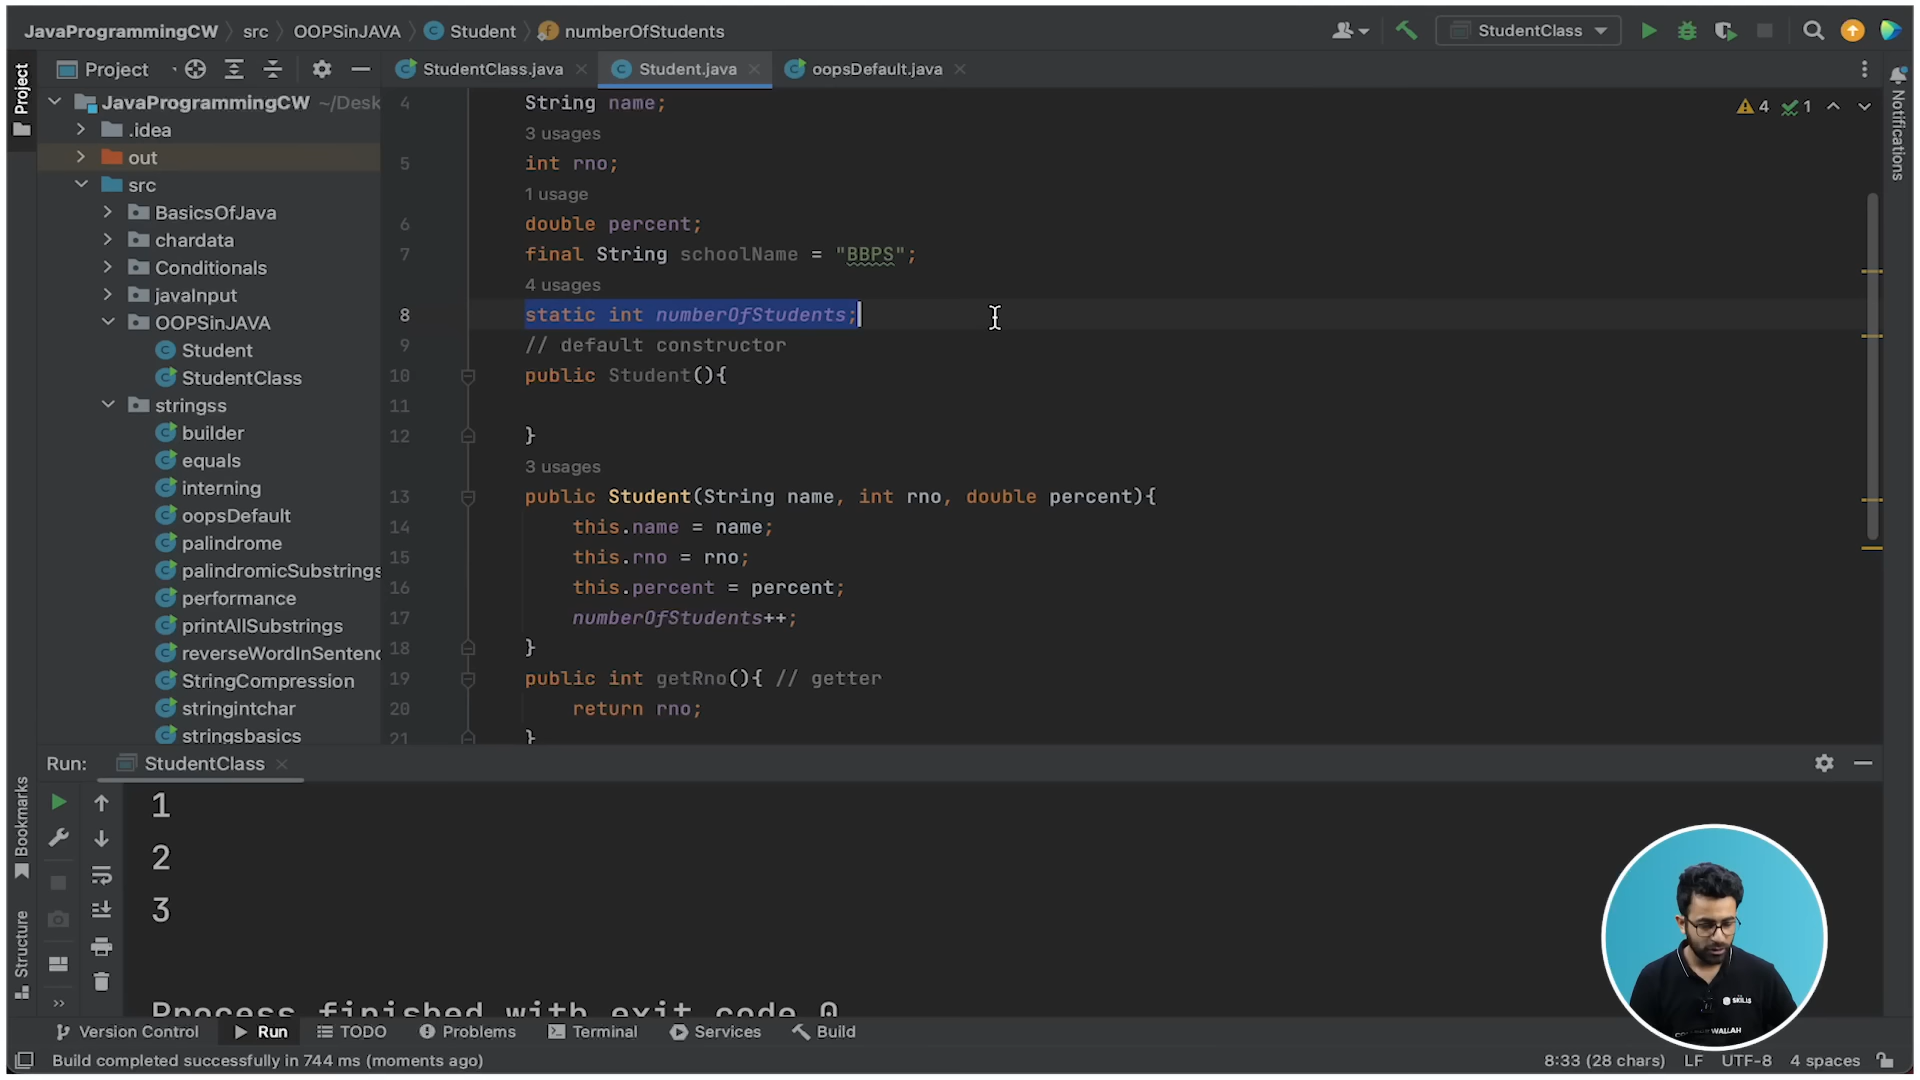 JavaProgrammingCW src OOPSinJAVA Student numberOfStudents
StudentClass
Project
StudentClass.java Student.java oopsDefault.java
Project
Notifications
JavaProgrammingCW ~/Desk
.idea
out
src
BasicsOfJava
chardata
Conditionals
javaInput
OOPSinJAVA
Student
StudentClass
stringss
builder
equals
interning
oopsDefault
palindrome
palindromicSubstrings
performance
printAllSubstrings
reverseWordInSentenc
StringCompression
stringintchar
stringsbasics
4 1
4 String name;
3 usages
5 int rno;
1 usage
6 double percent;
7 final String schoolName = "BBPS";
4 usages
8 static int numberOfStudents;
9 // default constructor
10 public Student(){
11
12 }
3 usages
13 public Student(String name, int rno, double percent){
14 this.name = name;
15 this.rno = rno;
16 this.percent = percent;
17 numberOfStudents++;
18 }
19 public int getRno(){ // getter
20 return rno;
21 }
Run: StudentClass
Bookmarks
Structure
1
2
3
Process finished with exit code 0
SKILLS
WALLAH
Version Control Run TODO Problems Terminal Services Build
Build completed successfully in 744 ms (moments ago)
8:33 (28 chars) LF UTF-8 4 spaces